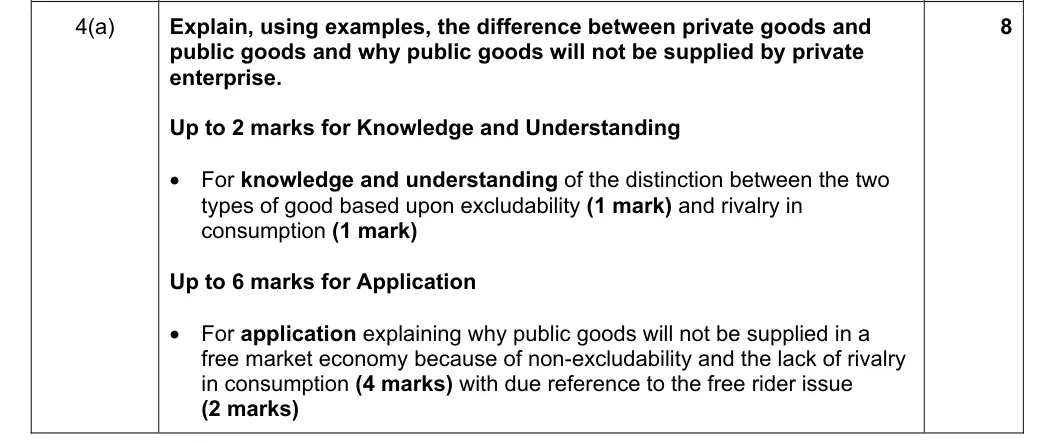 4(a) Explain, using examples, the difference between private goods and 8
public goods and why public goods will not be supplied by private
enterprise.
Up to 2 marks for Knowledge and Understanding
• For knowledge and understanding of the distinction between the two
types of good based upon excludability (1 mark) and rivalry in
consumption (1 mark)
Up to 6 marks for Application
• For application explaining why public goods will not be supplied in a
free market economy because of non-excludability and the lack of rivalry
in consumption (4 marks) with due reference to the free rider issue
(2 marks)